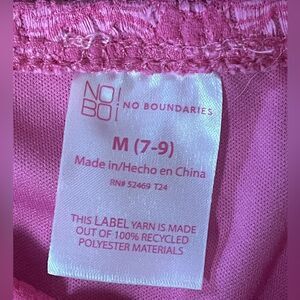 NO!
BO! NO BOUNDARIES
M (7-9)
Made in/Hecho en China
RN# 52469 T24
THIS LABEL YARN IS MADE
OUT OF 100% RECYCLED
POLYESTER MATERIALS